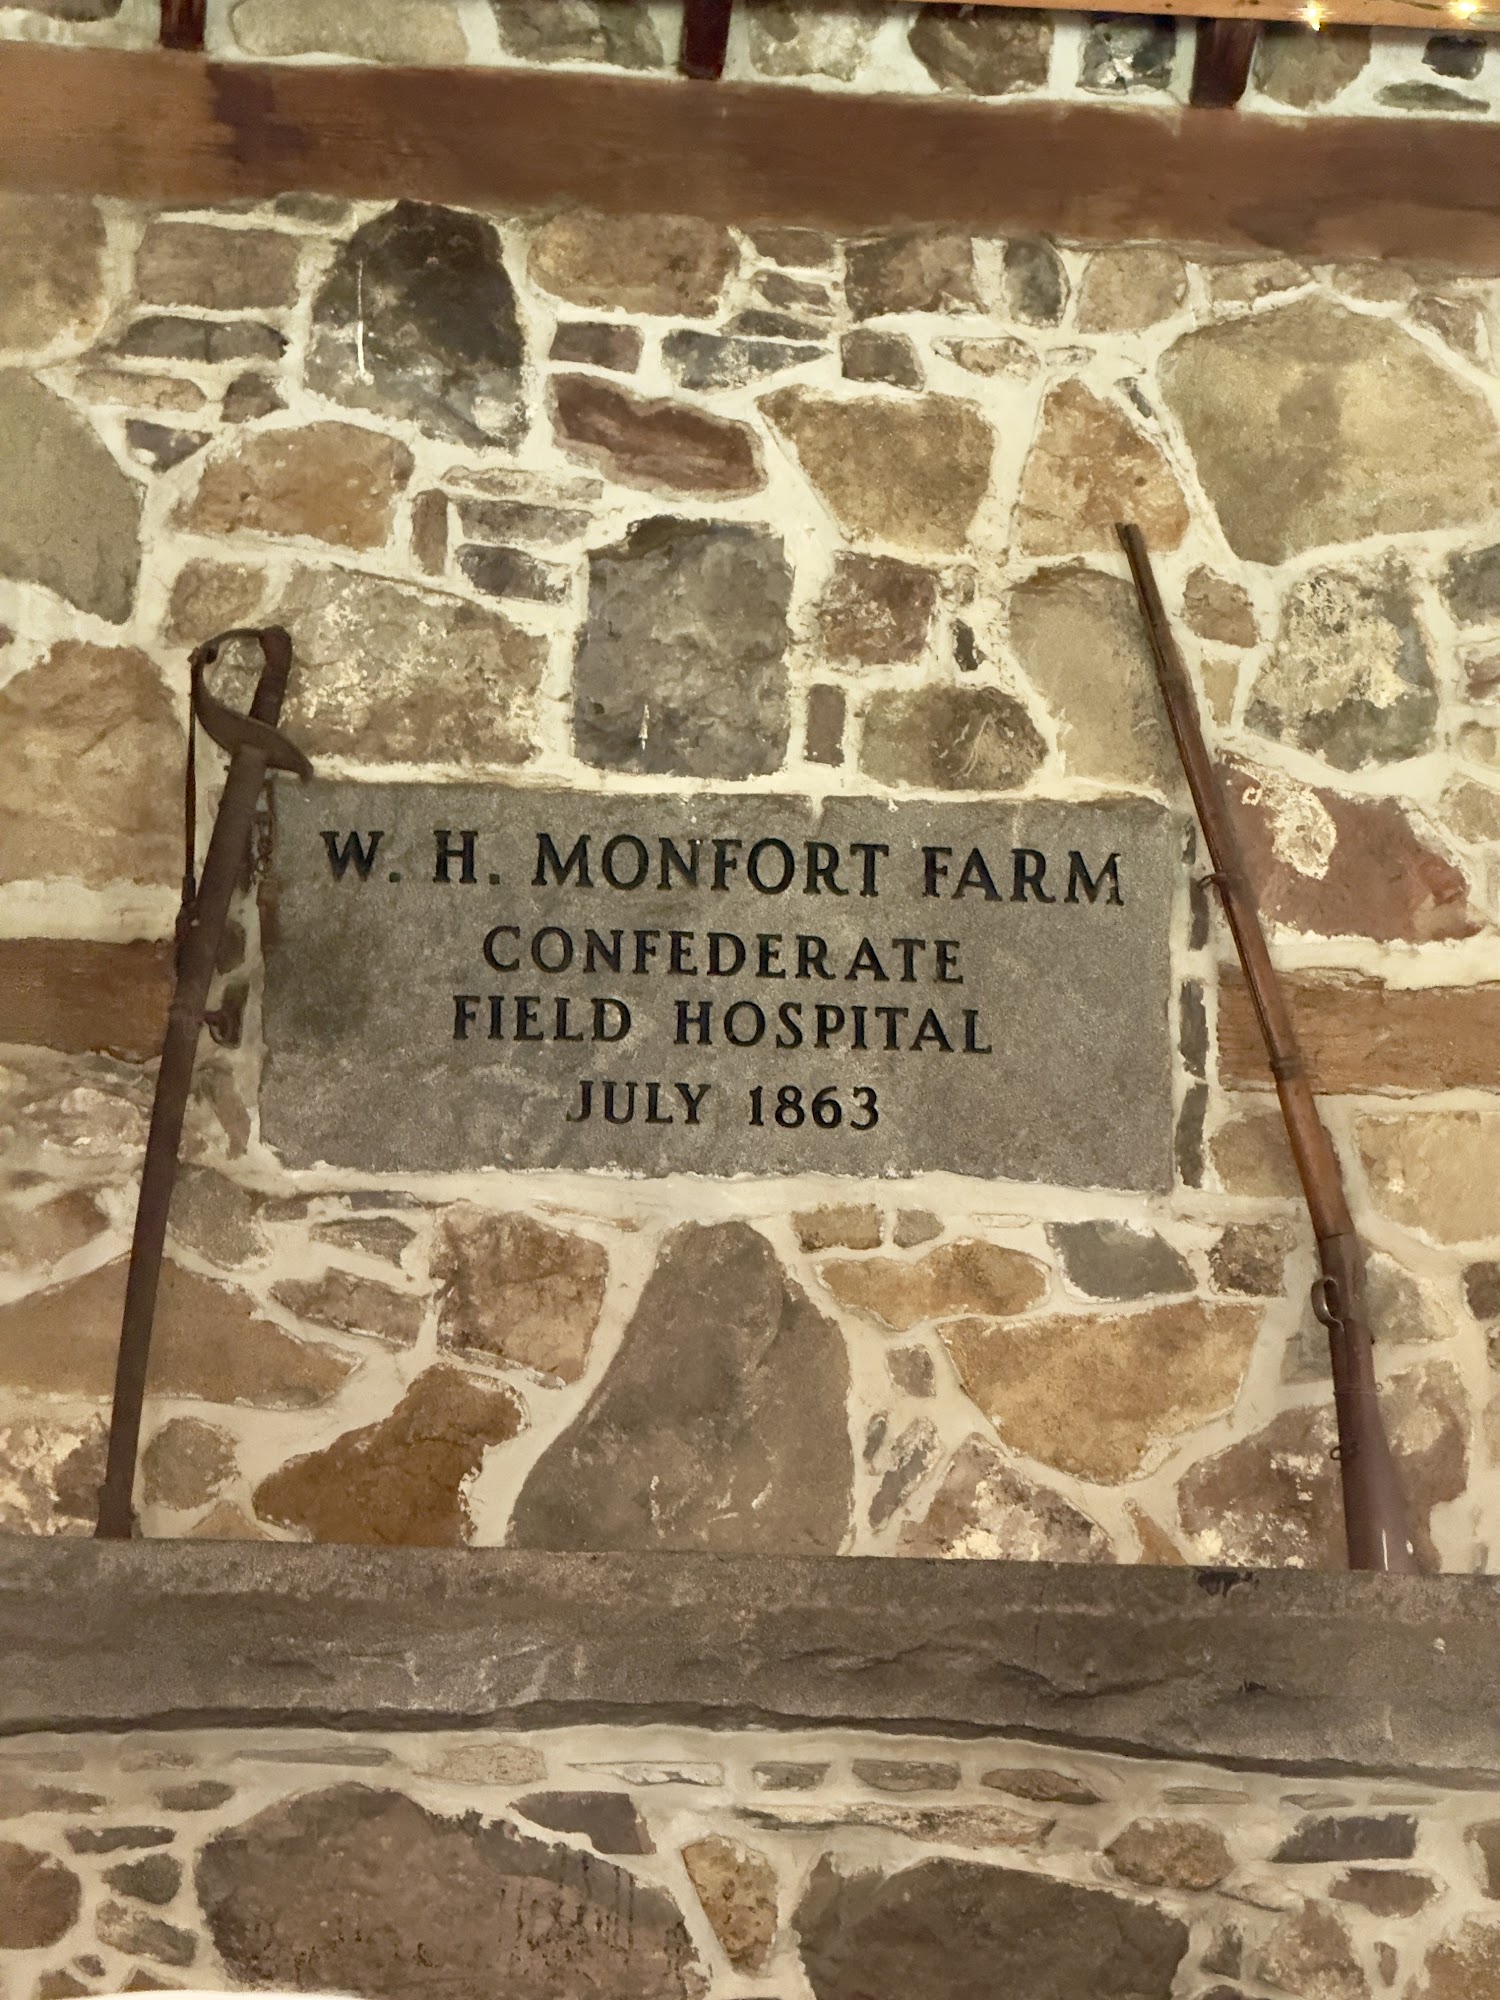 W. H. MONFORT FARM
CONFEDERATE
FIELD HOSPITAL
JULY 1863